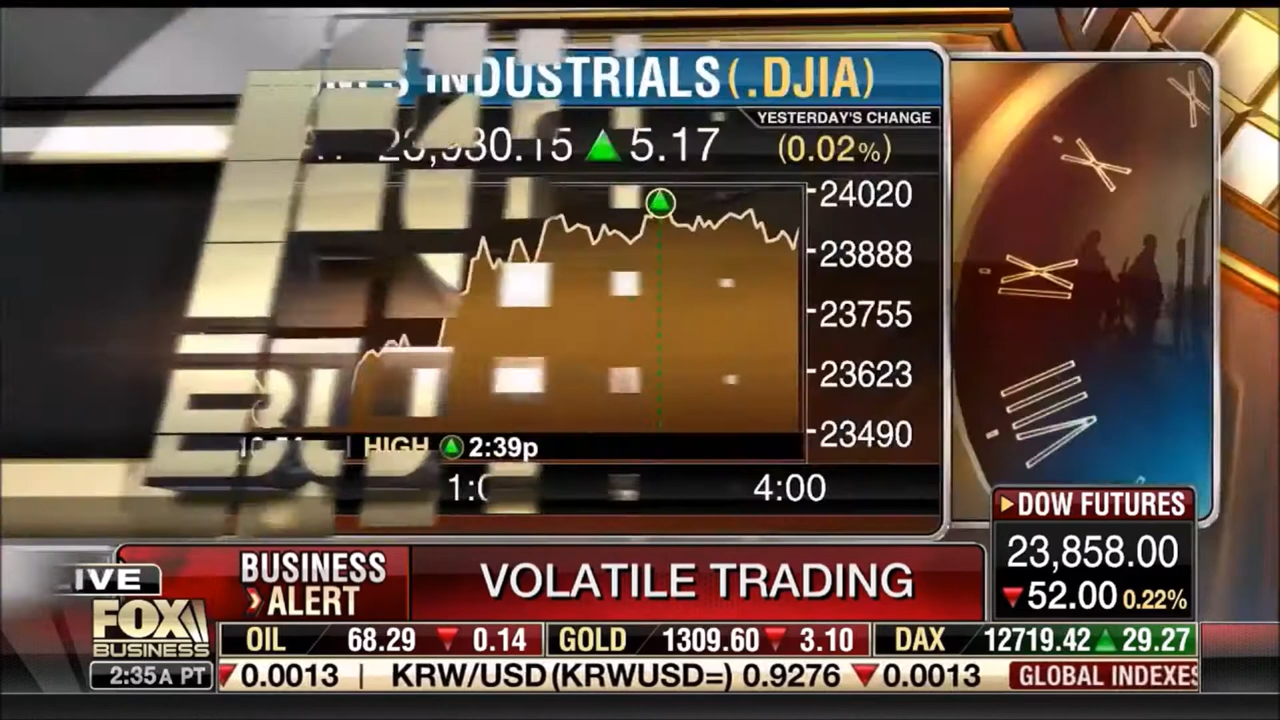 INDUSTRIALS (.DJIA)
YESTERDAY'S CHANGE
5.17 (0.02%)
24020
23888
23755
23623
23490
HIGH 2:39p
4:00
DOW FUTURES
23,858.00
52.00 0.22%
BUSINESS
ALERT
VOLATILE TRADING
LIVE
FOX
BUSINESS
2:35A PT
OIL 68.29 0.14 GOLD 1309.60 3.10 DAX 12719.42 29.27
0.0013 | KRW/USD (KRWUSD=) 0.9276 0.0013 GLOBAL INDEXES
IX
VIII